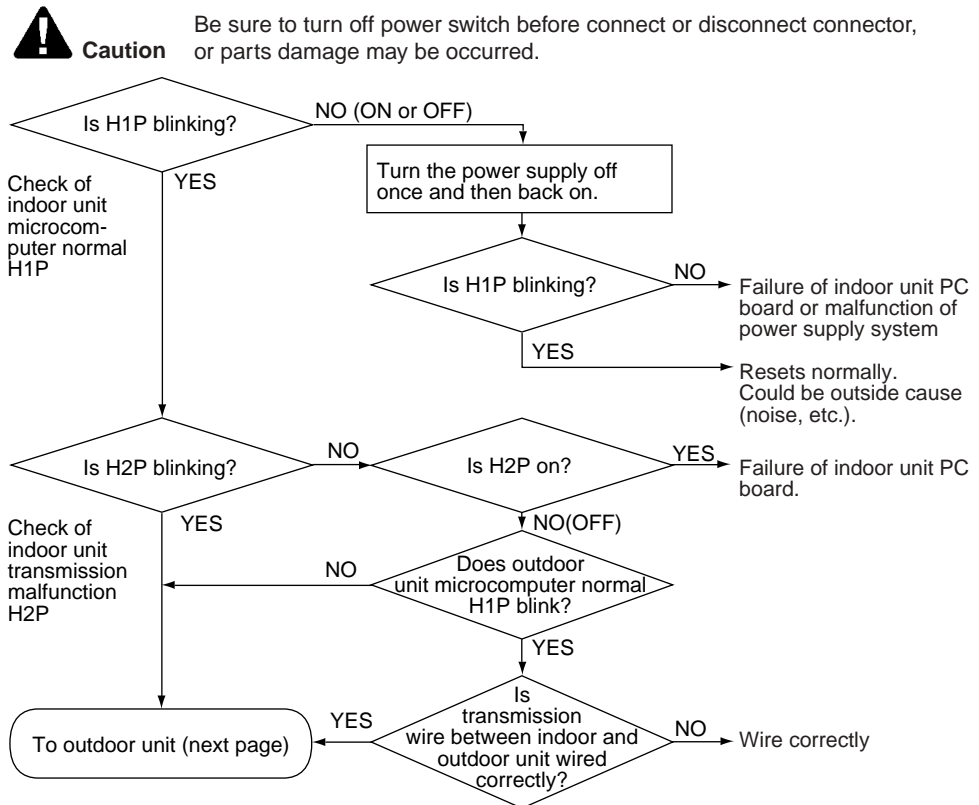 Caution
Be sure to turn off power switch before connect or disconnect connector,
or parts damage may be occurred.
Is H1P blinking?
NO (ON or OFF)
Turn the power supply off
once and then back on.
YES
Check of
indoor unit
microcom-
puter normal
H1P
Is H1P blinking?
NO
Failure of indoor unit PC
board or malfunction of
power supply system
YES
Resets normally.
Could be outside cause
(noise, etc.).
Is H2P blinking?
NO
Is H2P on?
YES
Failure of indoor unit PC
board.
YES
Check of
indoor unit
transmission
malfunction
H2P
NO(OFF)
Does outdoor
unit microcomputer normal
H1P blink?
NO
YES
Is
transmission
wire between indoor and
outdoor unit wired
correctly?
YES
To outdoor unit (next page)
NO
Wire correctly